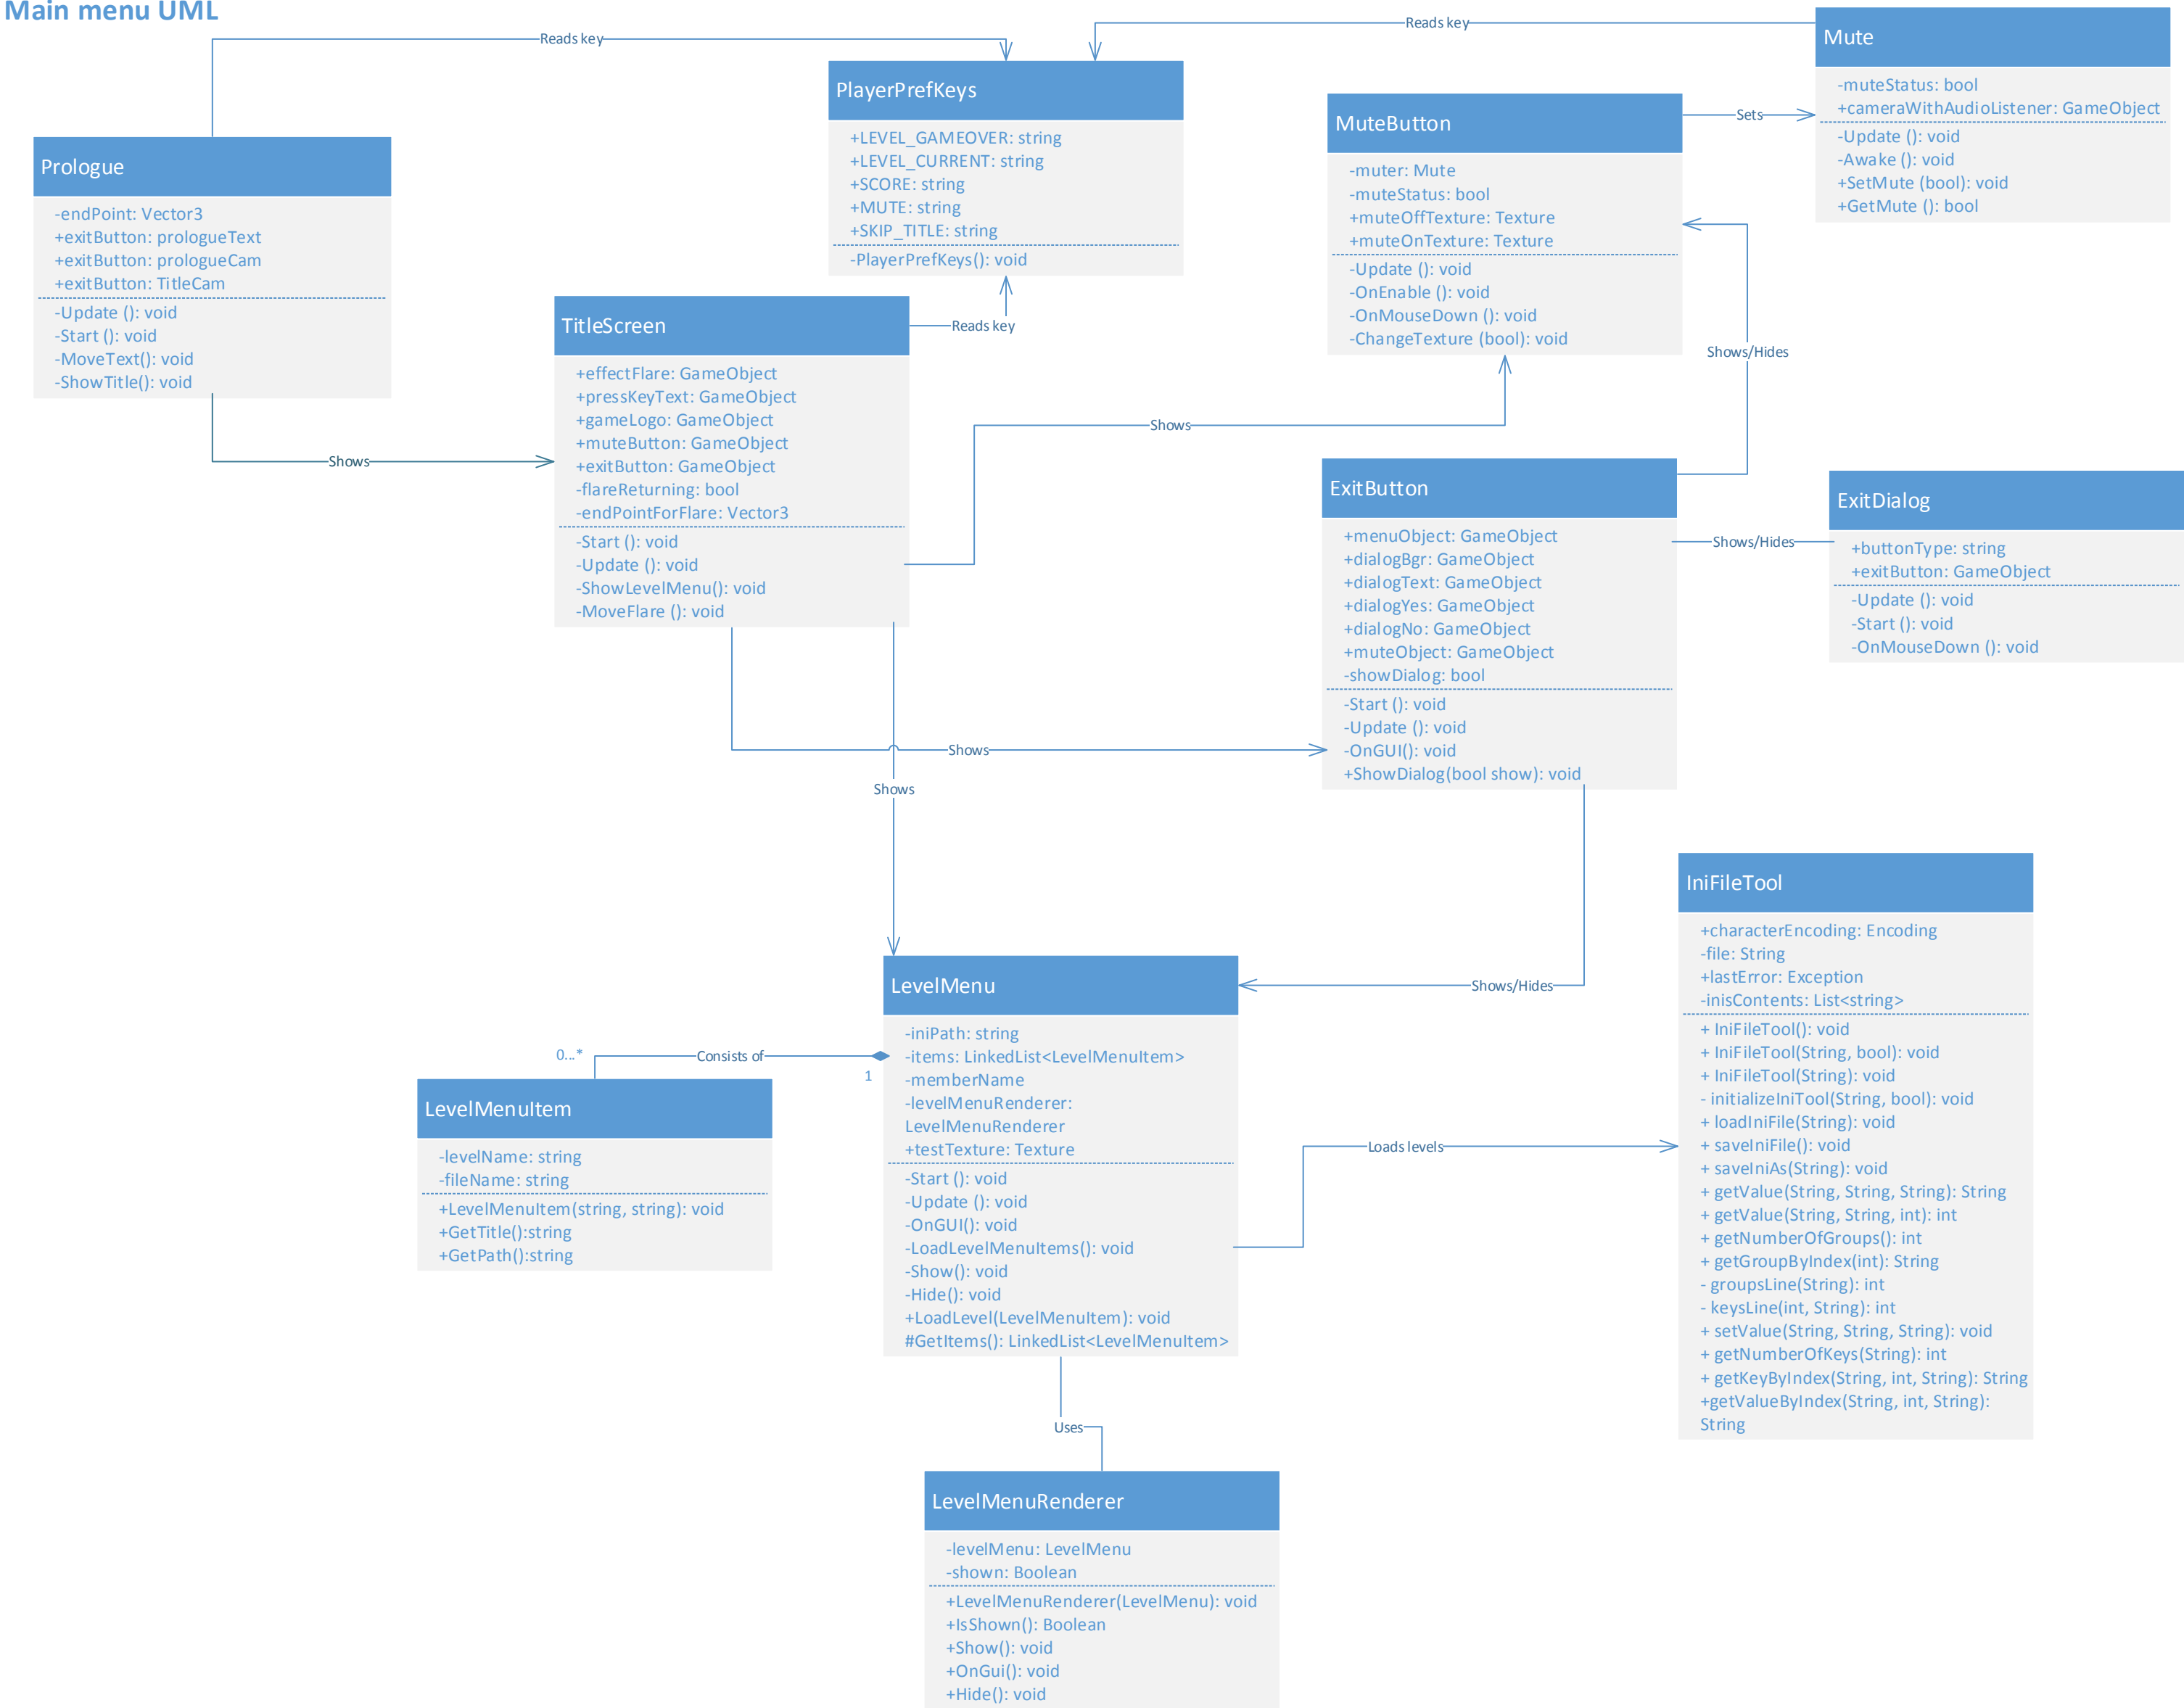 Main menu UML
Reads key
Reads key
Mute
-muteStatus: bool
+cameraWithAudioListener: GameObject
-Update (): void
-Awake (): void
+SetMute (bool): void
+GetMute (): bool
PlayerPrefKeys
+LEVEL_GAMEOVER: string
+LEVEL_CURRENT: string
+SCORE: string
+MUTE: string
+SKIP_TITLE: string
-PlayerPrefKeys(): void
MuteButton
-muter: Mute
-muteStatus: bool
+muteOffTexture: Texture
+muteOnTexture: Texture
-Update (): void
-OnEnable (): void
-OnMouseDown (): void
-ChangeTexture (bool): void
Sets
Prologue
-endPoint: Vector3
+exitButton: prologueText
+exitButton: prologueCam
+exitButton: TitleCam
-Update (): void
-Start (): void
-MoveText(): void
-ShowTitle(): void
TitleScreen
+effectFlare: GameObject
+pressKeyText: GameObject
+gameLogo: GameObject
+muteButton: GameObject
+exitButton: GameObject
-flareReturning: bool
-endPointForFlare: Vector3
-Start (): void
-Update (): void
-ShowLevelMenu(): void
-MoveFlare (): void
Reads key
Shows/Hides
Shows
Shows
ExitButton
+menuObject: GameObject
+dialogBgr: GameObject
+dialogText: GameObject
+dialogYes: GameObject
+dialogNo: GameObject
+muteObject: GameObject
-showDialog: bool
-Start (): void
-Update (): void
-OnGUI(): void
+ShowDialog(bool show): void
Shows/Hides
ExitDialog
+buttonType: string
+exitButton: GameObject
-Update (): void
-Start (): void
-OnMouseDown (): void
Shows
Shows
IniFileTool
+characterEncoding: Encoding
-file: String
+lastError: Exception
-inisContents: List<string>
+ IniFileTool(): void
+ IniFileTool(String, bool): void
+ IniFileTool(String): void
- initializeIniTool(String, bool): void
+ loadIniFile(String): void
+ saveIniFile(): void
+ saveIniAs(String): void
+ getValue(String, String, String): String
+ getValue(String, String, int): int
+ getNumberOfGroups(): int
+ getGroupByIndex(int): String
- groupsLine(String): int
- keysLine(int, String): int
+ setValue(String, String, String): void
+ getNumberOfKeys(String): int
+ getKeyByIndex(String, int, String): String
+getValueByIndex(String, int, String):
String
LevelMenu
-iniPath: string
-items: LinkedList<LevelMenuItem>
-memberName
-levelMenuRenderer:
LevelMenuRenderer
+testTexture: Texture
-Start (): void
-Update (): void
-OnGUI(): void
-LoadLevelMenuItems(): void
-Show(): void
-Hide(): void
+LoadLevel(LevelMenuItem): void
#GetItems(): LinkedList<LevelMenuItem>
Shows/Hides
0...*
Consists of
1
LevelMenuItem
-levelName: string
-fileName: string
+LevelMenuItem(string, string): void
+GetTitle():string
+GetPath():string
Loads levels
Uses
LevelMenuRenderer
-levelMenu: LevelMenu
-shown: Boolean
+LevelMenuRenderer(LevelMenu): void
+IsShown(): Boolean
+Show(): void
+OnGui(): void
+Hide(): void